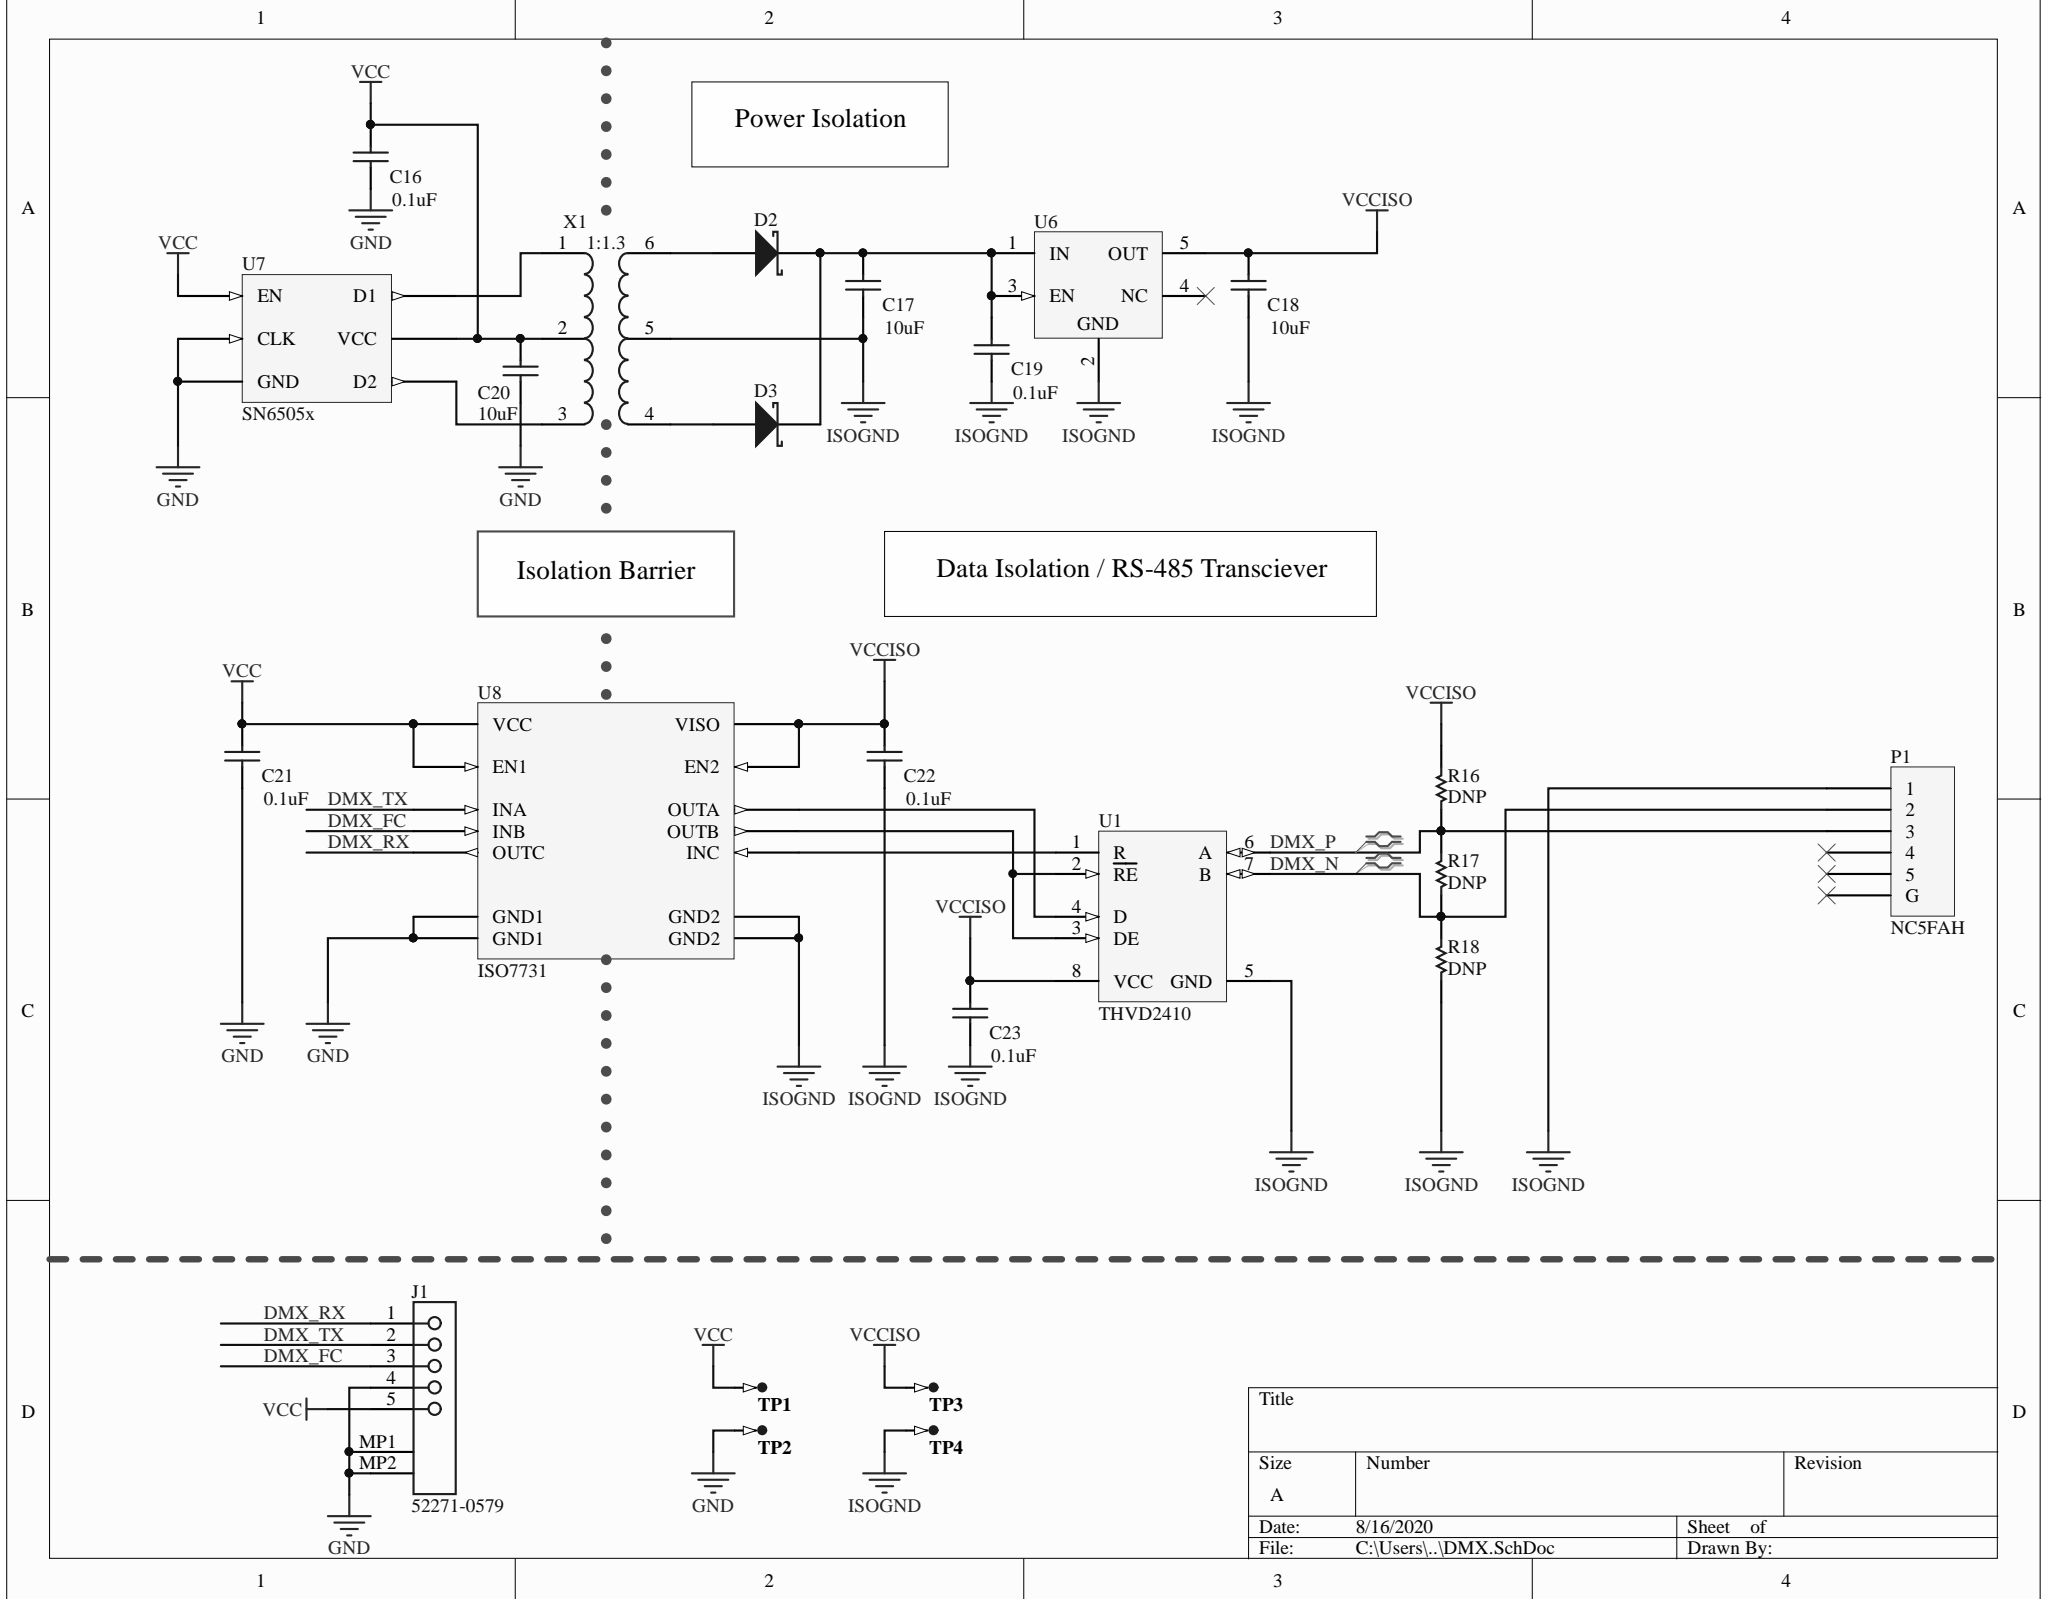 1 2 3 4
VCC
Power Isolation
C16
0.1uF
GND
A A
VCCISO
VCC
U7
EN D1
CLK VCC
GND D2
SN6505x
GND
C20
10uF
GND
X1
1 1:1.3 6
2 5
3 4
D2
D3
C17
10uF
ISOGND
U6
1 IN OUT 5
3 EN NC 4
GND
2
C19
0.1uF
ISOGND
ISOGND
C18
10uF
ISOGND
Isolation Barrier
Data Isolation / RS-485 Transciever
B B
VCC
C21
0.1uF
DMX_TX
DMX_FC
DMX_RX
U8
VCC VISO
EN1 EN2
INA OUTA
INB OUTB
OUTC INC
GND1 GND2
GND1 GND2
ISO7731
GND
GND
VCCISO
C22
0.1uF
ISOGND
ISOGND
VCCISO
C23
0.1uF
ISOGND
U1
1 R A 6 DMX_P
2 RE B 7 DMX_N
4 D
3 DE
8 VCC GND 5
THVD2410
ISOGND
VCCISO
R16
DNP
R17
DNP
R18
DNP
ISOGND
ISOGND
P1
1
2
3
4
5
G
NC5FAH
C C
J1
DMX_RX 1
DMX_TX 2
DMX_FC 3
4
VCC 5
MP1
MP2
52271-0579
GND
VCC
TP1
TP2
GND
VCCISO
TP3
TP4
ISOGND
D D
Title
Size Number Revision
A
Date: 8/16/2020 Sheet of
File: C:\Users\..\DMX.SchDoc Drawn By:
1 2 3 4